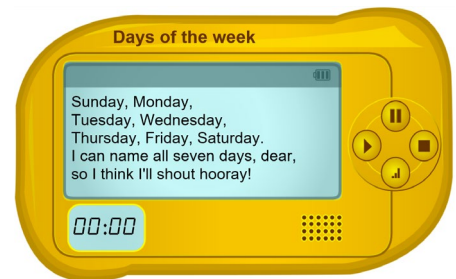 Days of the week
Sunday, Monday,
Tuesday, Wednesday,
Thursday, Friday, Saturday.
I can name all seven days, dear,
so I think I'll shout hooray!
00:00